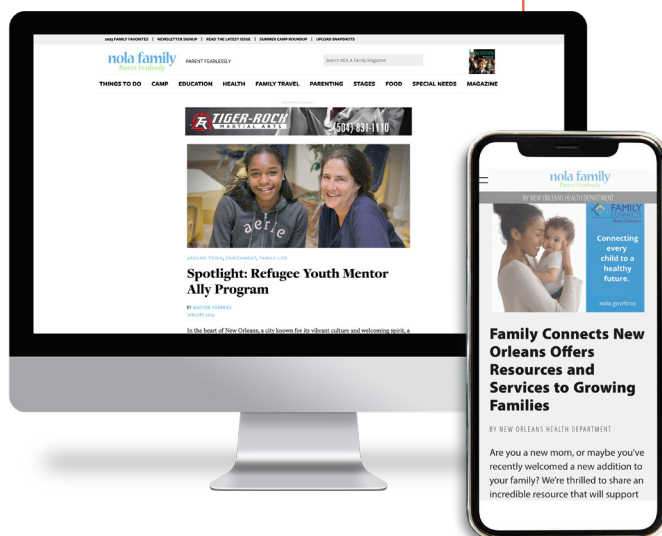 2023 FAMILY FAVORITES | NEWSLETTER SIGNUP | READ THE LATEST ISSUE | SUMMER CAMP ROUNDUP | UPLOAD SNAPSHOTS
nola family
Parent Fearlessly
PARENT FEARLESSLY
Search NOLA Family Magazine
THINGS TO DO CAMP EDUCATION HEALTH FAMILY TRAVEL PARENTING STAGES FOOD SPECIAL NEEDS MAGAZINE
ADVERTISEMENT
TR TIGER-ROCK
MARTIAL ARTS
(504) 831-1110
aerie
AROUND TOWN, ENRICHMENT, FAMILY LIFE
Spotlight: Refugee Youth Mentor
Ally Program
BY MADISON
JANUARY
In the heart of New Orleans, a city known for its vibrant culture and welcoming spirit, a
nola family
Parent Fearlessly
BY NEW ORLEANS HEALTH DEPARTMENT
FAMILY
CONNECTS
New Orleans
Connecting
every
child to a
healthy
future.
nola.gov/fcno
Family Connects New
Orleans Offers
Resources and
Services to Growing
Families
BY NEW ORLEANS HEALTH DEPARTMENT
Are you a new mom, or maybe you've
recently welcomed a new addition to
your family? We're thrilled to share an
incredible resource that will support